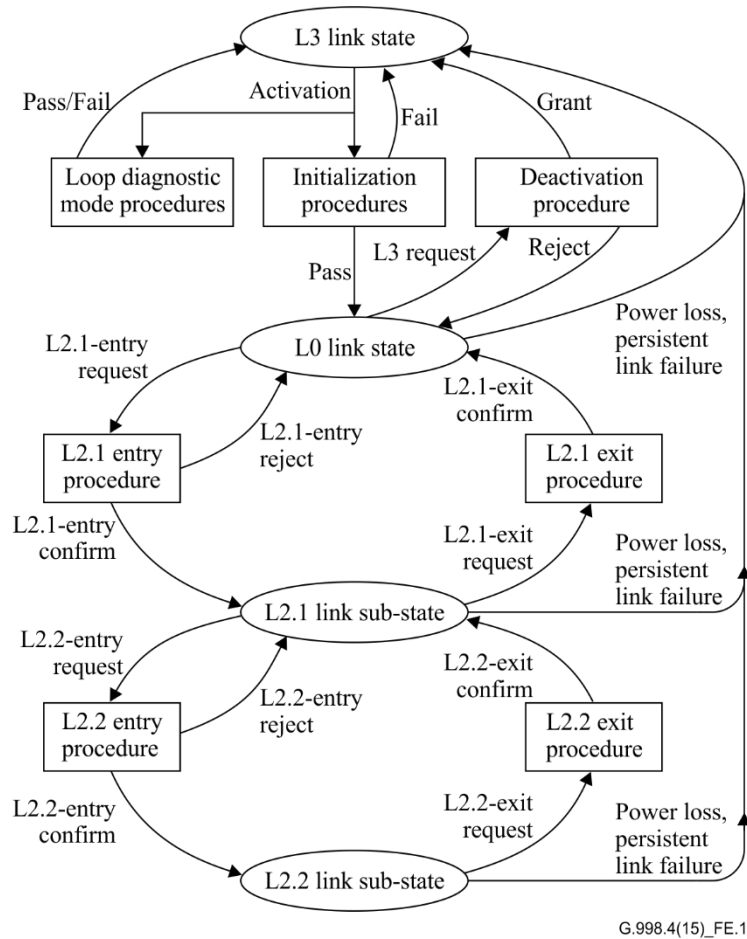 L3 link state
Pass/Fail
Activation
Fail
Grant
Loop diagnostic
mode procedures
Initialization
procedures
Deactivation
procedure
Pass
L3 request
Reject
L0 link state
Power loss,
persistent
link failure
L2.1-entry
request
L2.1-entry
reject
L2.1-exit
confirm
L2.1 entry
procedure
L2.1 exit
procedure
L2.1-entry
confirm
L2.1-exit
request
Power loss,
persistent
link failure
L2.1 link sub-state
L2.2-entry
request
L2.2-entry
reject
L2.2-exit
confirm
L2.2 entry
procedure
L2.2 exit
procedure
L2.2-entry
confirm
L2.2-exit
request
Power loss,
persistent
link failure
L2.2 link sub-state
G.998.4(15)_FE.1